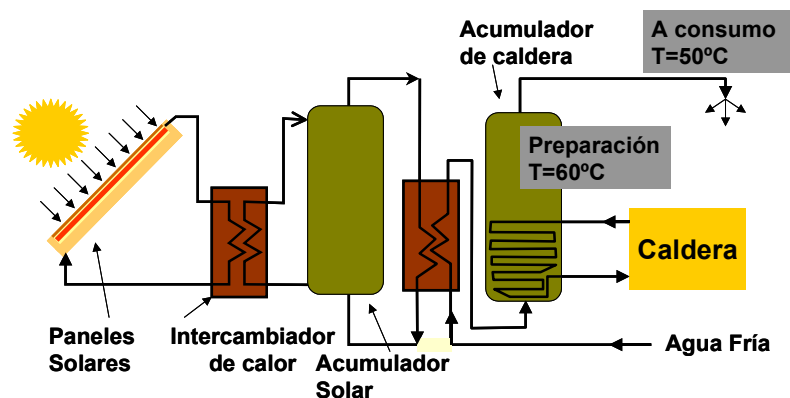 Acumulador
de caldera
A consumo
T=50ºC
Preparación
T=60ºC
Caldera
Paneles
Solares
Intercambiador
de calor
Acumulador
Solar
Agua Fría